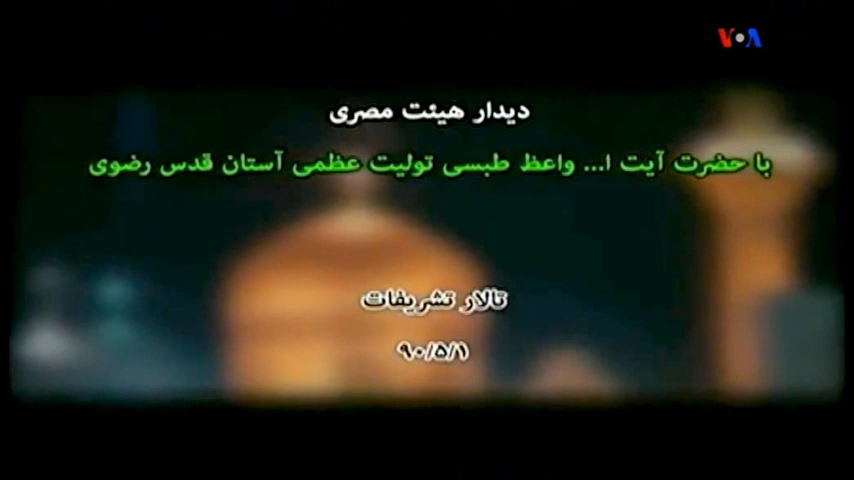 VOA
دیدار هیئت مصری
با حضرت آیت ا... واعظ طبسی تولیت عظمی آستان قدس رضوی
تالار تشریفات
۹۰/۵/۱